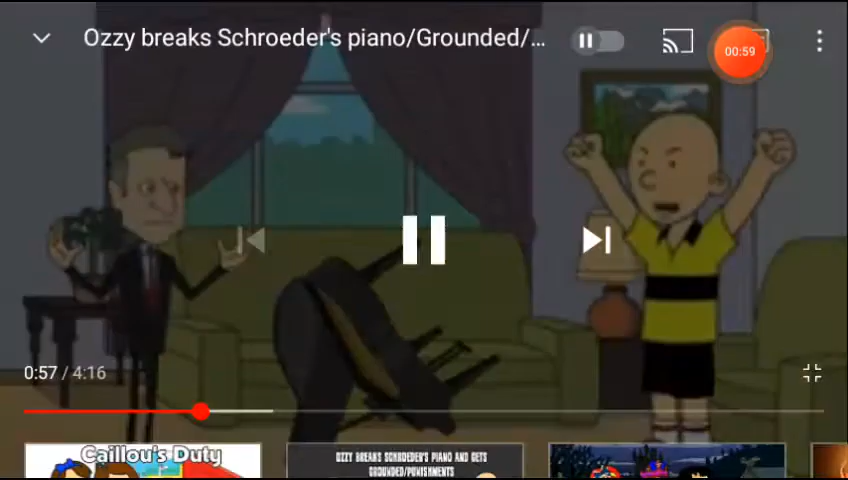 Ozzy breaks Schroeder's piano/Grounded/...
00:59
0:57 / 4:16
Caillou's Duty
OZZY BREAKS SCHROEDER'S PIANO AND GETS
GROUNDED/PUNISHMENTS